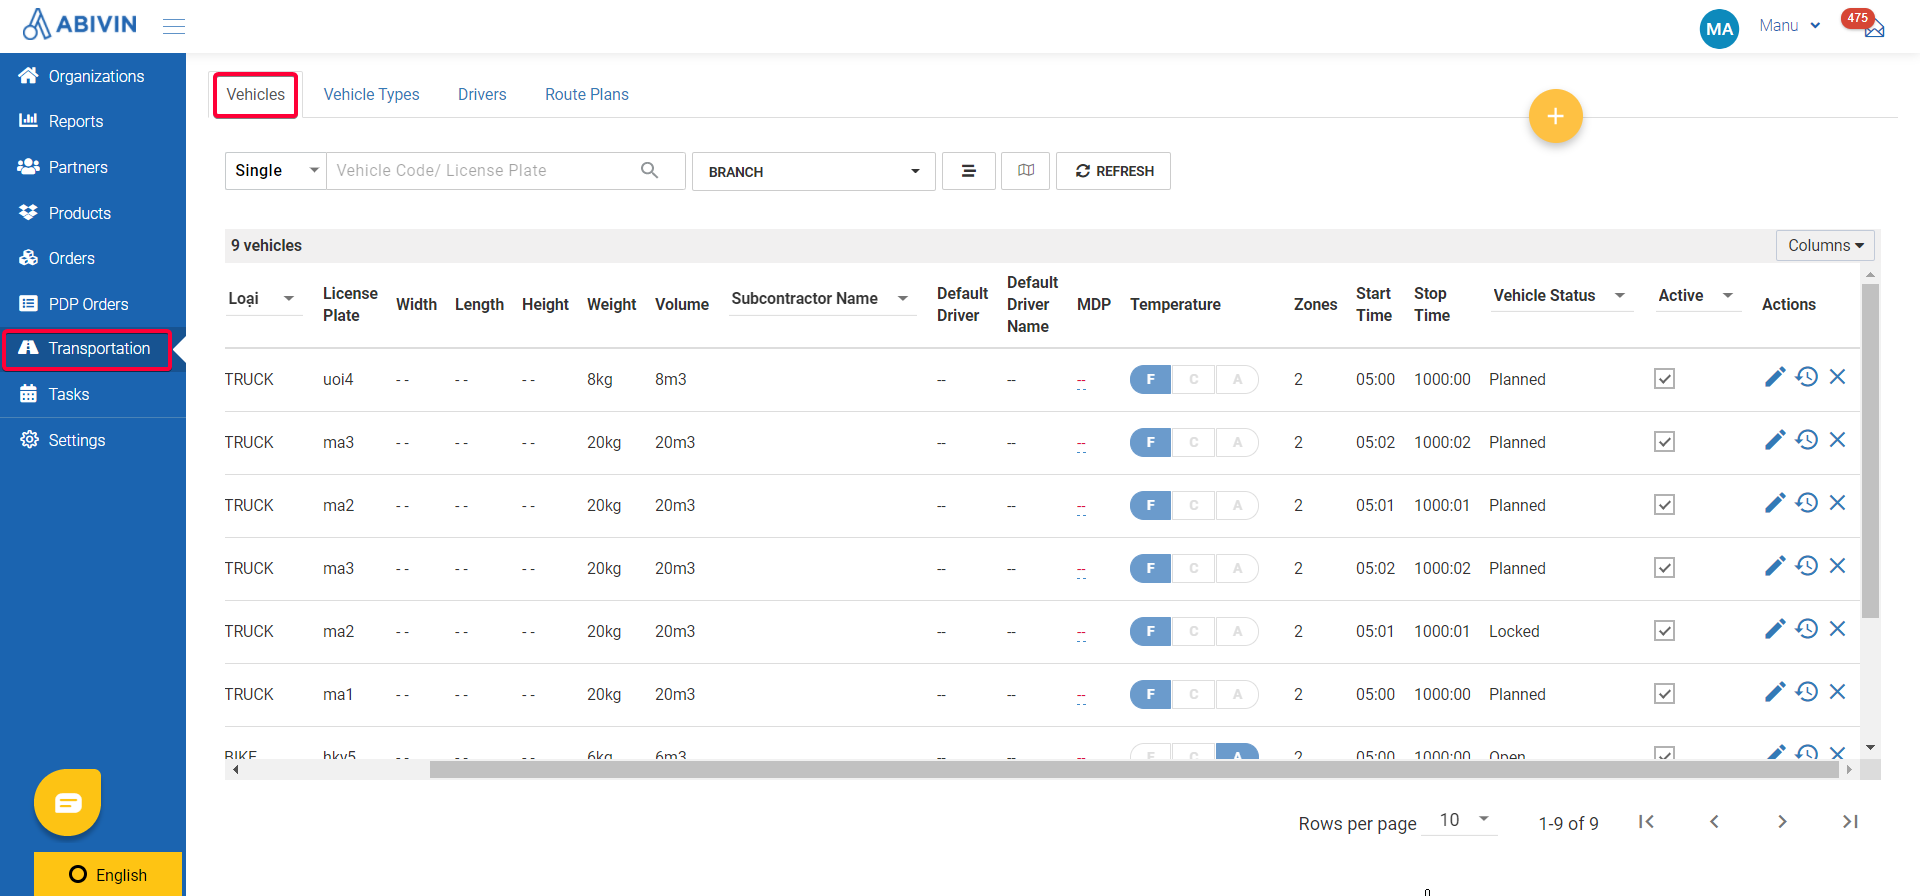 ABIVIN
MA Manu 475
Organizations
Reports
Partners
Products
Orders
PDP Orders
Transportation
Tasks
Settings
English
Vehicles Vehicle Types Drivers Route Plans
+
Single Vehicle Code/ License Plate BRANCH REFRESH
9 vehicles Columns
Loại License Plate Width Length Height Weight Volume Subcontractor Name Default Driver Default Driver Name MDP Temperature Zones Start Time Stop Time Vehicle Status Active Actions
TRUCK uoi4 - - - - - - 8kg 8m3 -- -- -- F C A 2 05:00 1000:00 Planned
TRUCK ma3 - - - - - - 20kg 20m3 -- -- -- F C A 2 05:02 1000:02 Planned
TRUCK ma2 - - - - - - 20kg 20m3 -- -- -- F C A 2 05:01 1000:01 Planned
TRUCK ma3 - - - - - - 20kg 20m3 -- -- -- F C A 2 05:02 1000:02 Planned
TRUCK ma2 - - - - - - 20kg 20m3 -- -- -- F C A 2 05:01 1000:01 Locked
TRUCK ma1 - - - - - - 20kg 20m3 -- -- -- F C A 2 05:00 1000:00 Planned
BIKE 6kg 6m3 -- -- -- F C A 2 05:00 1000:00 Open
Rows per page 10 1-9 of 9